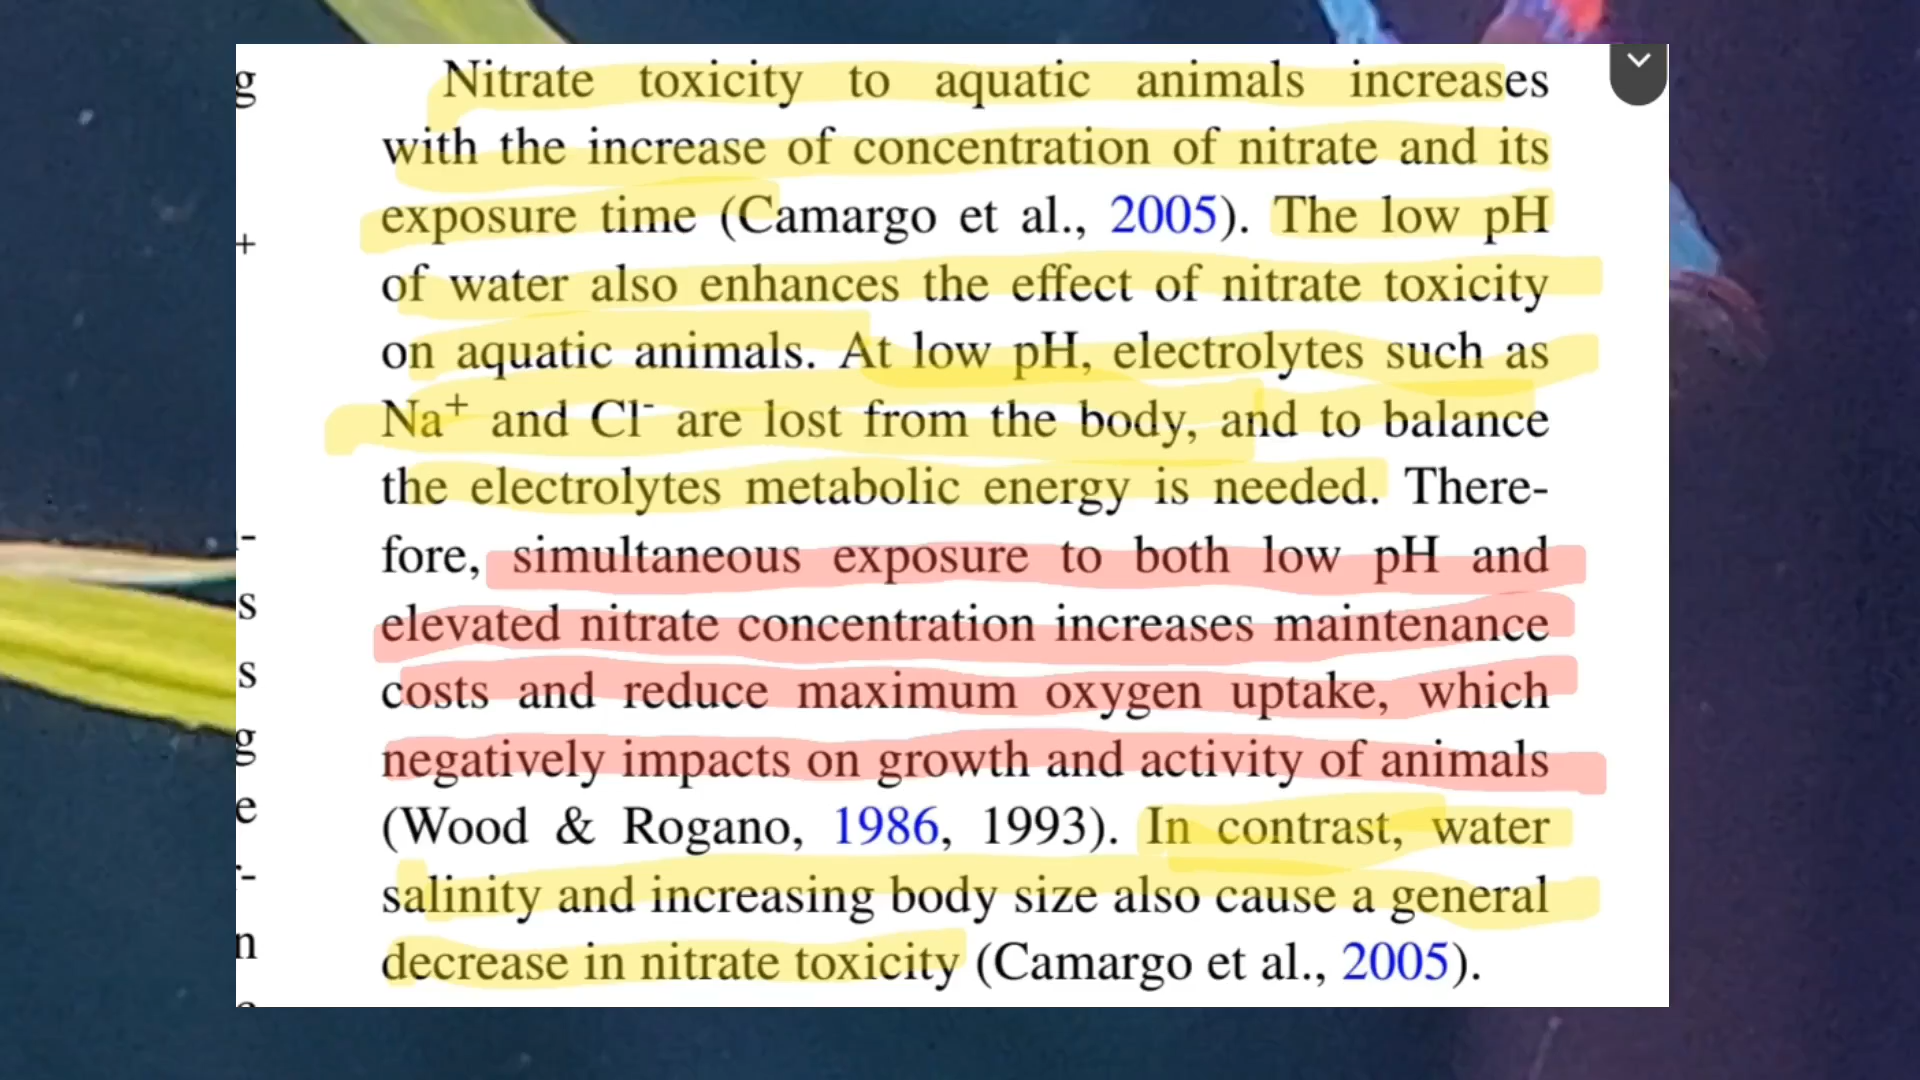 Nitrate toxicity to aquatic animals increases
with the increase of concentration of nitrate and its
exposure time (Camargo et al., 2005). The low pH
of water also enhances the effect of nitrate toxicity
on aquatic animals. At low pH, electrolytes such as
Na+ and Cl- are lost from the body, and to balance
the electrolytes metabolic energy is needed. There-
fore, simultaneous exposure to both low pH and
elevated nitrate concentration increases maintenance
costs and reduce maximum oxygen uptake, which
negatively impacts on growth and activity of animals
(Wood & Rogano, 1986, 1993). In contrast, water
salinity and increasing body size also cause a general
decrease in nitrate toxicity (Camargo et al., 2005).